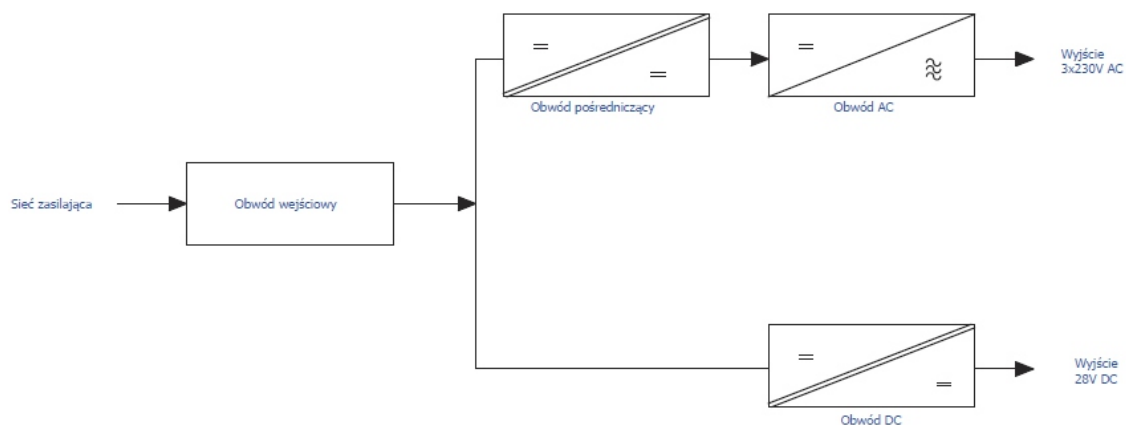 Wyjście
3x230V AC
Obwód pośredniczący
Obwód AC
Sieć zasilająca
Obwód wejściowy
Wyjście
28V DC
Obwód DC